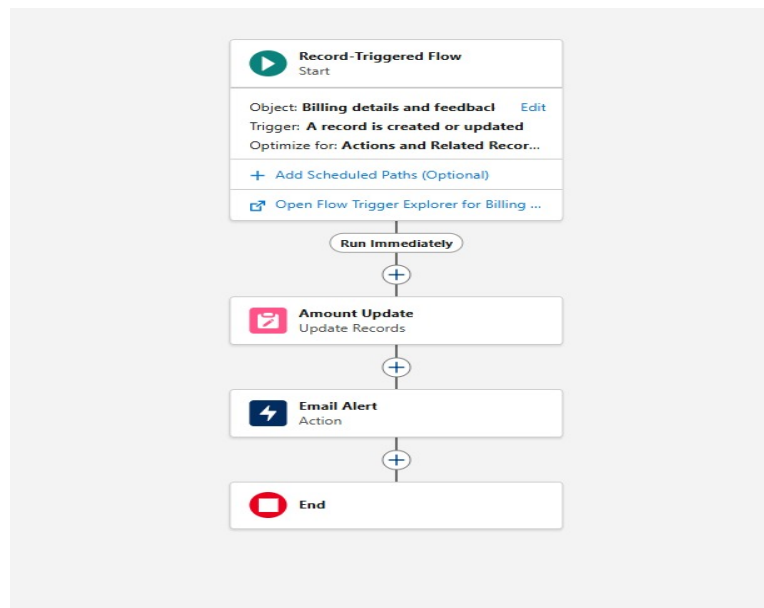 Record-Triggered Flow
Start
Object: Billing details and feedback Edit
Trigger: A record is created or updated
Optimize for: Actions and Related Recor...
+ Add Scheduled Paths (Optional)
Open Flow Trigger Explorer for Billing ...
Run Immediately
Amount Update
Update Records
Email Alert
Action
End